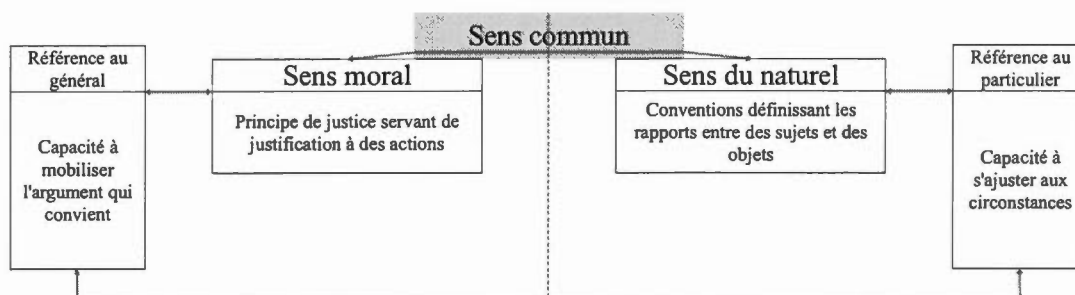 Sens commun
Référence au
général
Capacité à
mobiliser
l'argument qui
convient
Sens moral
Principe de justice servant de
justification à des actions
Sens du naturel
Conventions définissant les
rapports entre des sujets et des
objets
Référence au
particulier
Capacité à
s'ajuster aux
circonstances